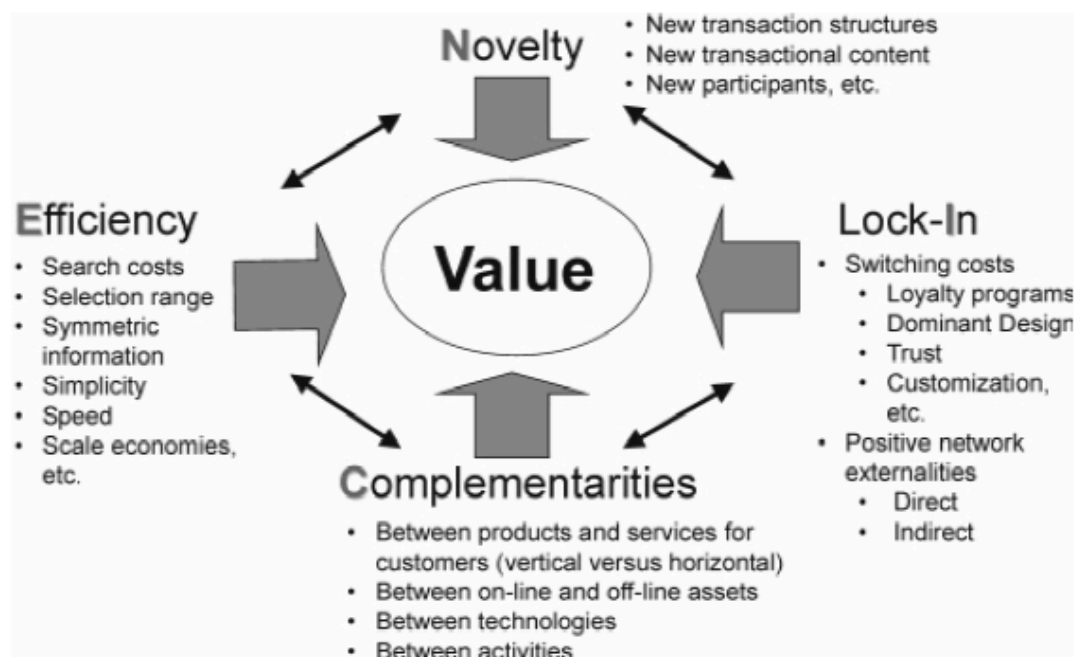 Novelty
• New transaction structures
• New transactional content
• New participants, etc.
Efficiency
• Search costs
• Selection range
• Symmetric
information
• Simplicity
• Speed
• Scale economies,
etc.
Value
Lock-In
• Switching costs
• Loyalty programs
• Dominant Design
• Trust
• Customization,
etc.
• Positive network
externalities
• Direct
• Indirect
Complementarities
• Between products and services for
customers (vertical versus horizontal)
• Between on-line and off-line assets
• Between technologies
• Between activities